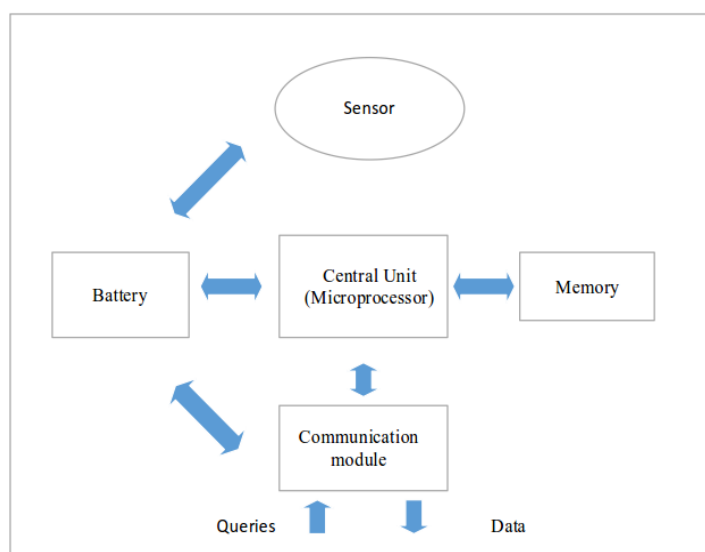 Sensor
Battery
Central Unit
(Microprocessor)
Memory
Communication
module
Queries
Data